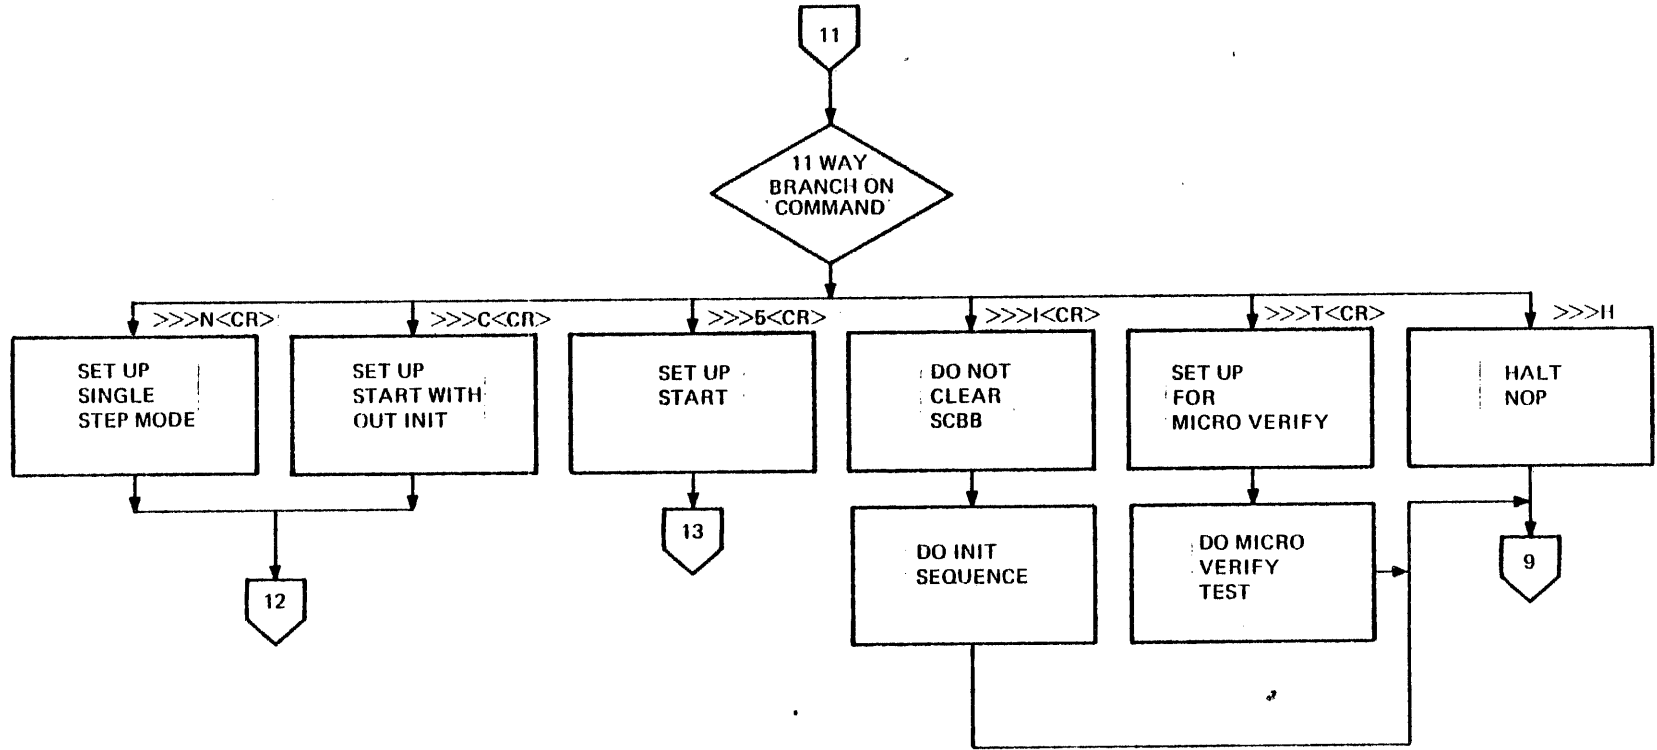 11
11 WAY
BRANCH ON
COMMAND
>>>N<CR>
>>>C<CR>
>>>5<CR>
>>>I<CR>
>>>T<CR>
>>>H
SET UP
SINGLE
STEP MODE
SET UP
START WITH
OUT INIT
SET UP
START
DO NOT
CLEAR
SCBB
SET UP
FOR
MICRO VERIFY
HALT
NOP
12
13
DO INIT
SEQUENCE
DO MICRO
VERIFY
TEST
9